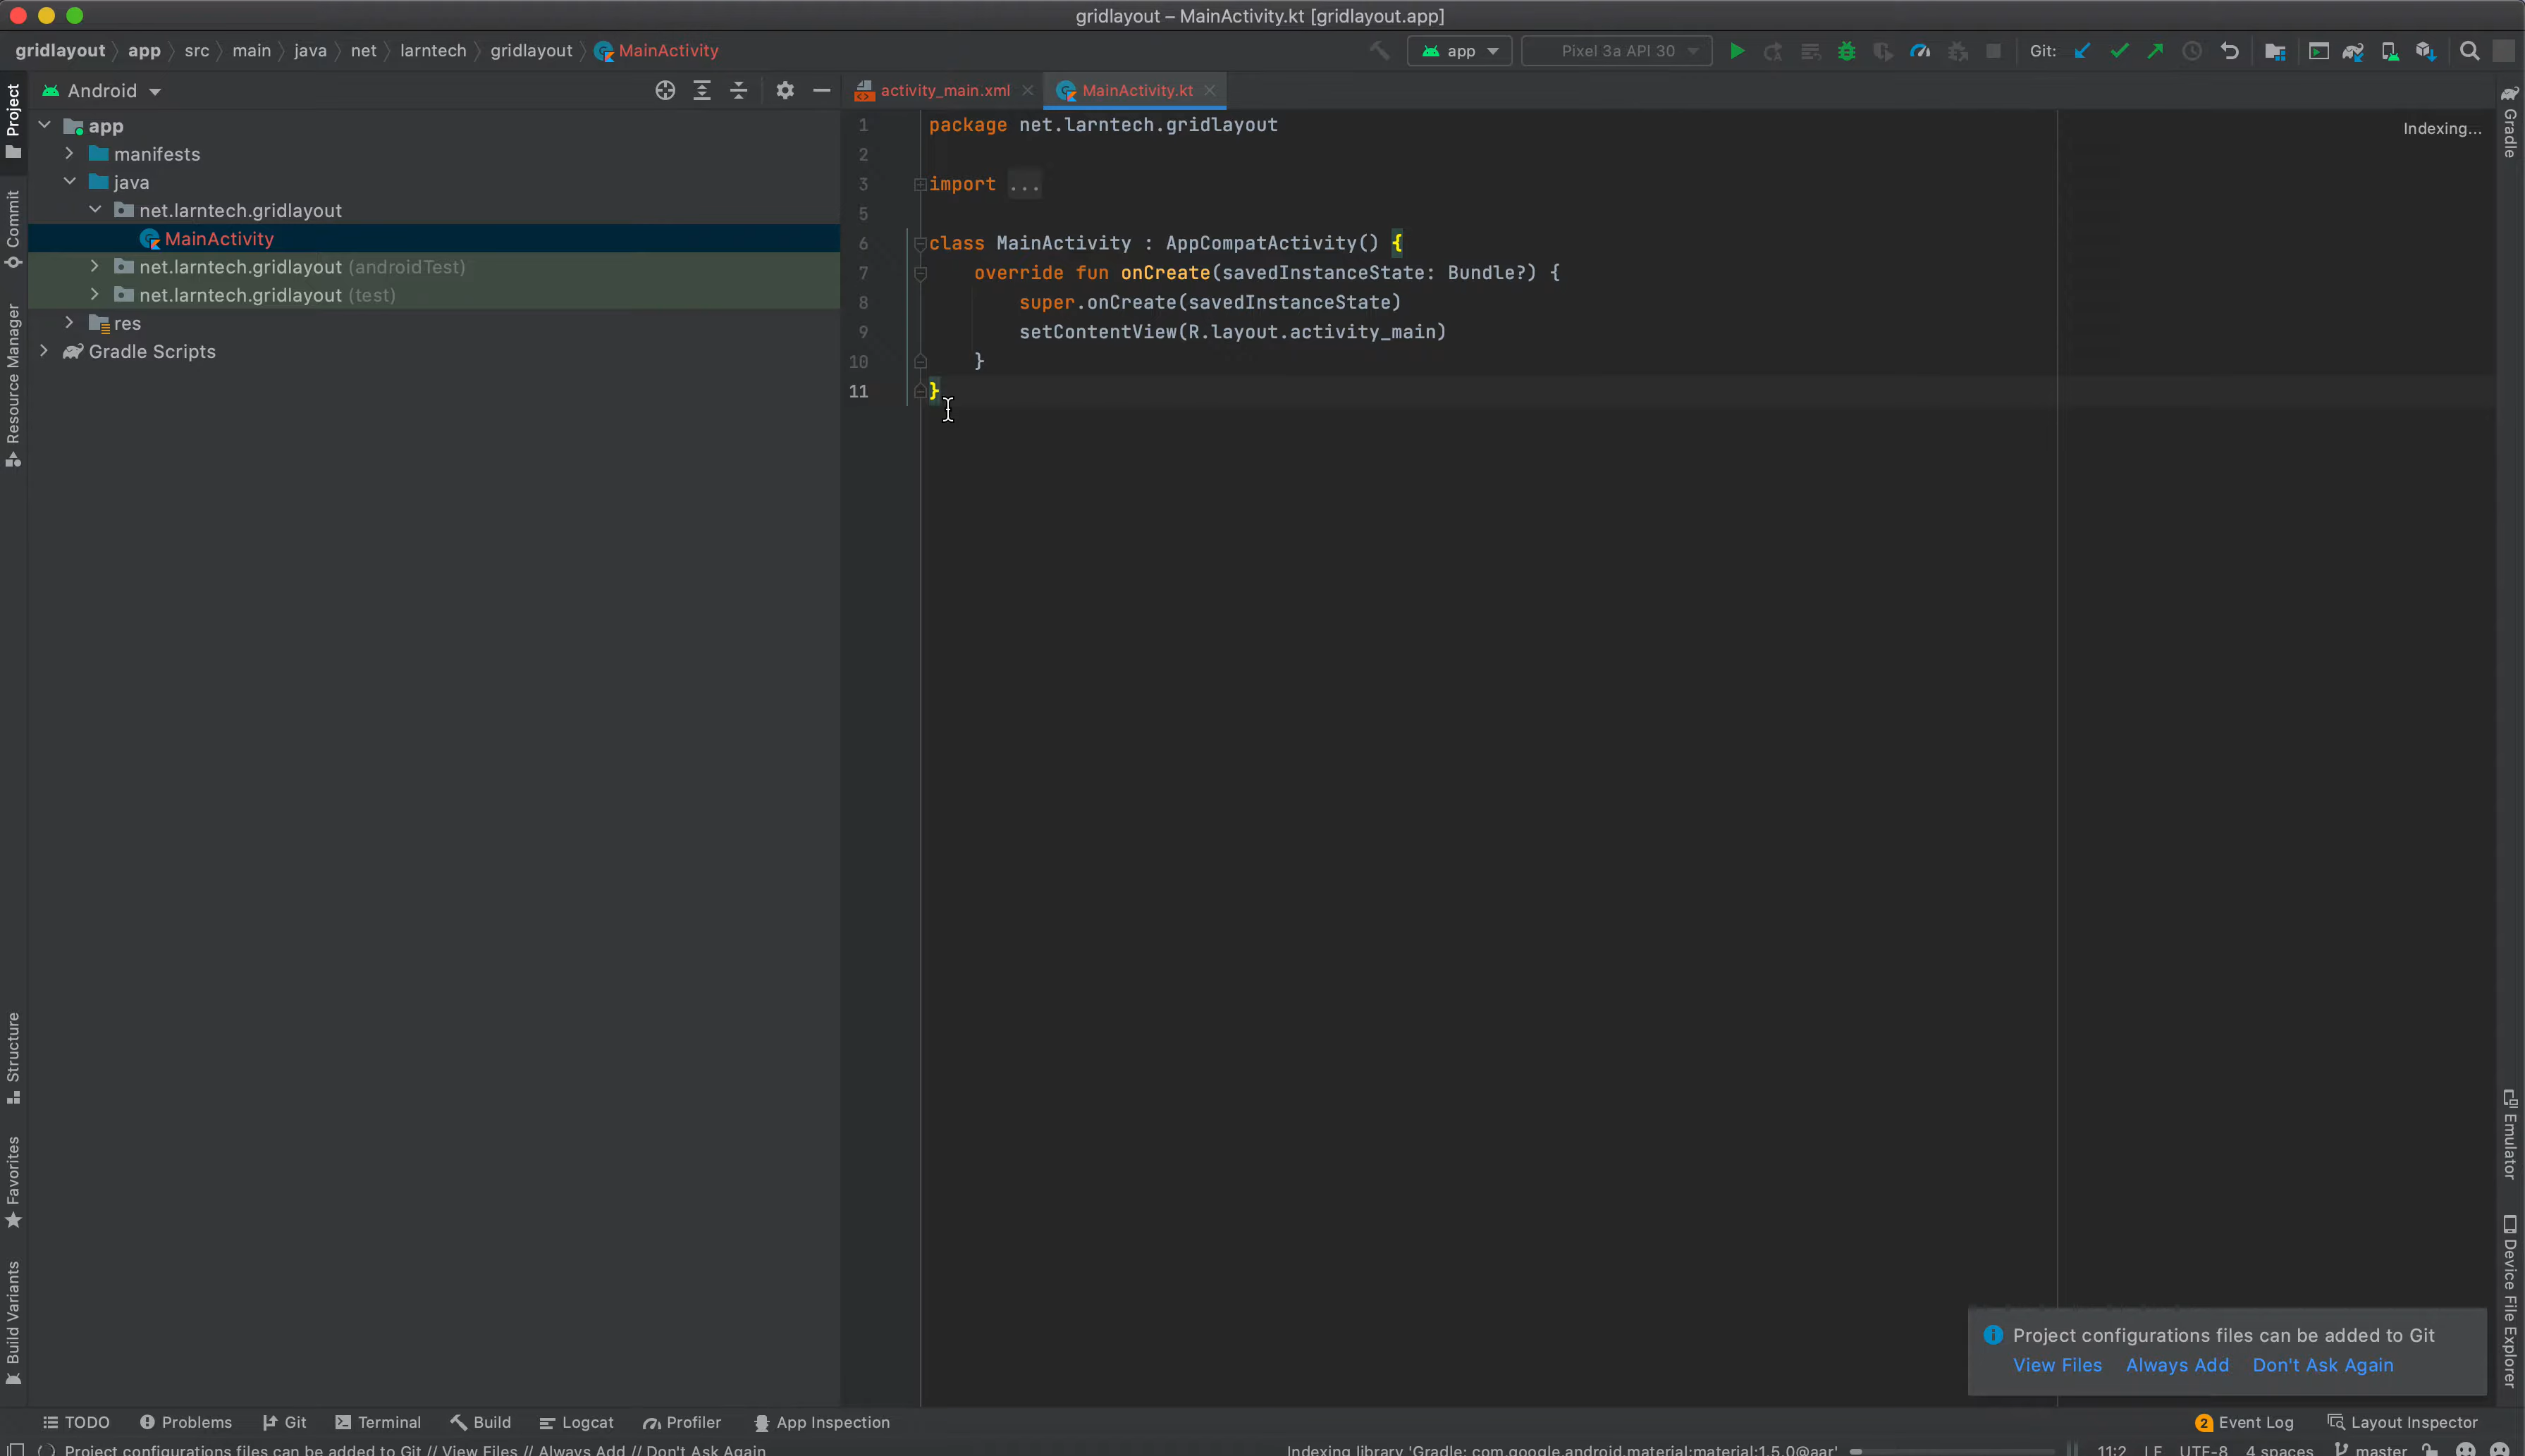 gridlayout – MainActivity.kt [gridlayout.app]
gridlayout app src main java net larntech gridlayout MainActivity
app Pixel 3a API 30 Git:
Android
activity_main.xml MainActivity.kt
Project
Commit
Resource Manager
Structure
Favorites
Build Variants
app
manifests
java
net.larntech.gridlayout
MainActivity
net.larntech.gridlayout (androidTest)
net.larntech.gridlayout (test)
res
Gradle Scripts
1 package net.larntech.gridlayout
2
3 import ...
5
6 class MainActivity : AppCompatActivity() {
7 override fun onCreate(savedInstanceState: Bundle?) {
8 super.onCreate(savedInstanceState)
9 setContentView(R.layout.activity_main)
10 }
11 }
Indexing...
Gradle
Emulator
Device File Explorer
Project configurations files can be added to Git
View Files Always Add Don't Ask Again
TODO Problems Git Terminal Build Logcat Profiler App Inspection
2 Event Log Layout Inspector
Project configurations files can be added to Git // View Files // Always Add // Don't Ask Again
Indexing library 'Gradle: com.google.android.material:material:1.5.0@aar' 11:2 LF UTF-8 4 spaces master